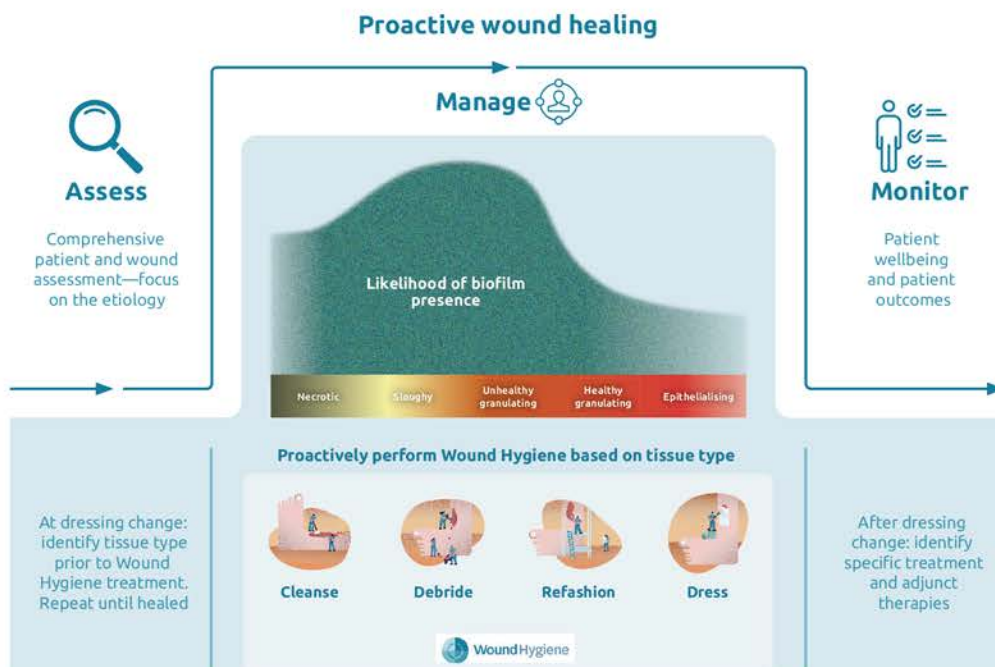 Proactive wound healing
Manage
Assess
Comprehensive
patient and wound
assessment—focus
on the etiology
Likelihood of biofilm
presence
Necrotic
Sloughy
Unhealthy
granulating
Healthy
granulating
Epithelialising
Monitor
Patient
wellbeing
and patient
outcomes
Proactively perform Wound Hygiene based on tissue type
At dressing change:
identify tissue type
prior to Wound
Hygiene treatment.
Repeat until healed
Cleanse
Debride
Refashion
Dress
After dressing
change: identify
specific treatment
and adjunct
therapies
WoundHygiene